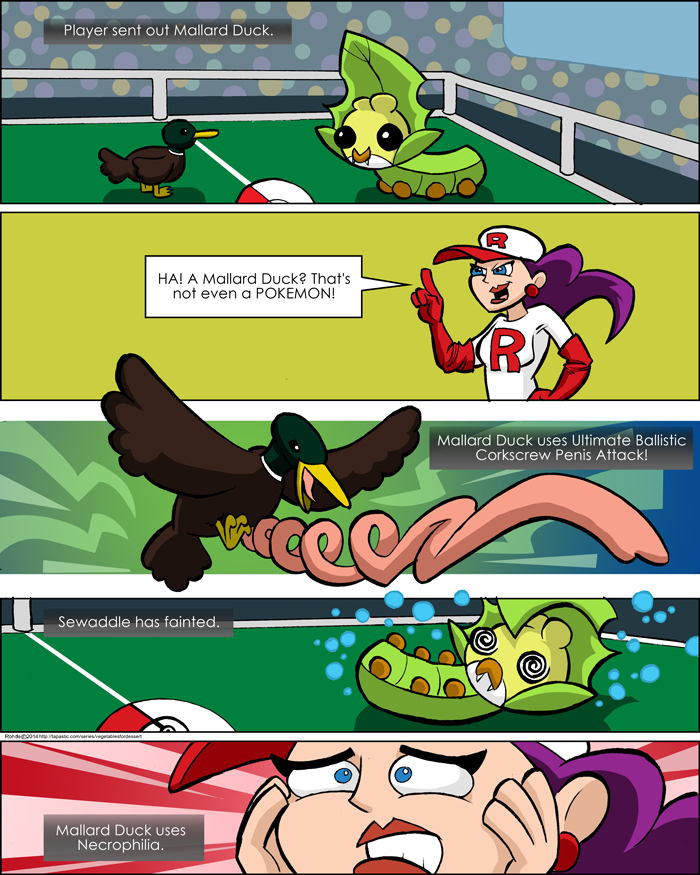 Player sent out Mallard Duck.
R
HA! A Mallard Duck? That's
not even a POKEMON!
R
Mallard Duck uses Ultimate Ballistic
Corkscrew Penis Attack!
Sewaddle has fainted.
Rohde©2014 http://tapastic.com/series/vegetablesfordessert
Mallard Duck uses
Necrophilia.